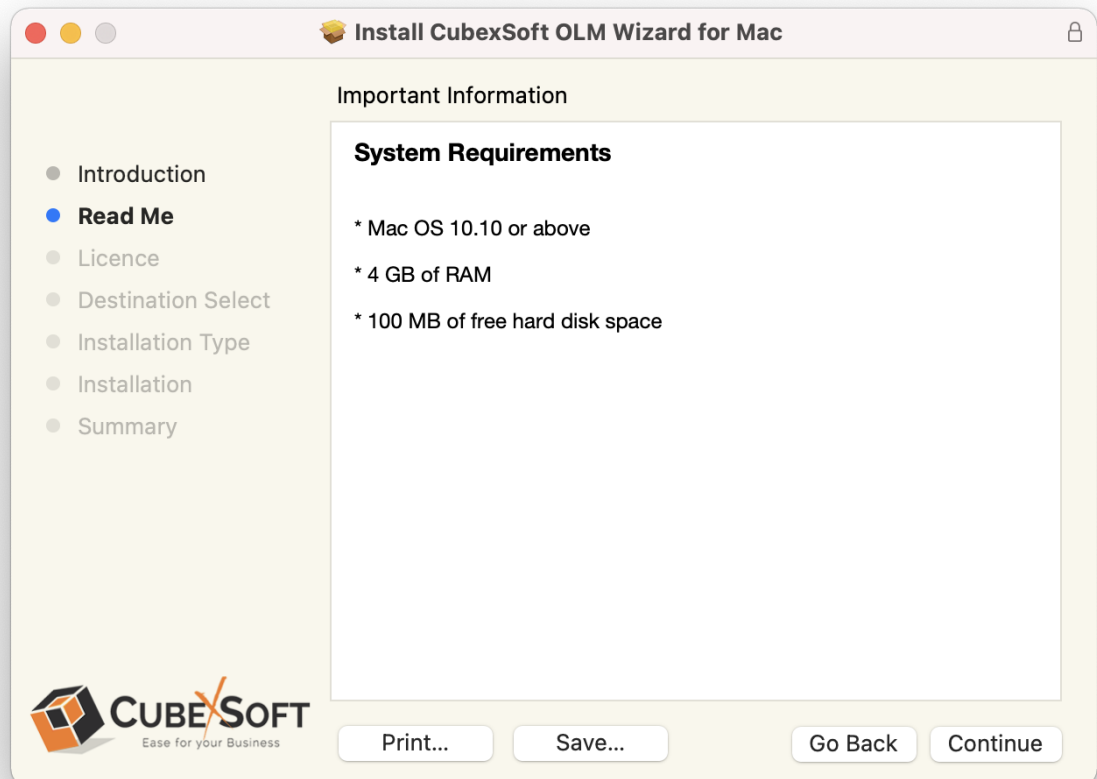 Install CubexSoft OLM Wizard for Mac
Important Information
Introduction
Read Me
Licence
Destination Select
Installation Type
Installation
Summary
System Requirements
* Mac OS 10.10 or above
* 4 GB of RAM
* 100 MB of free hard disk space
CUBEXSOFT
Ease for your Business
Print...
Save...
Go Back
Continue